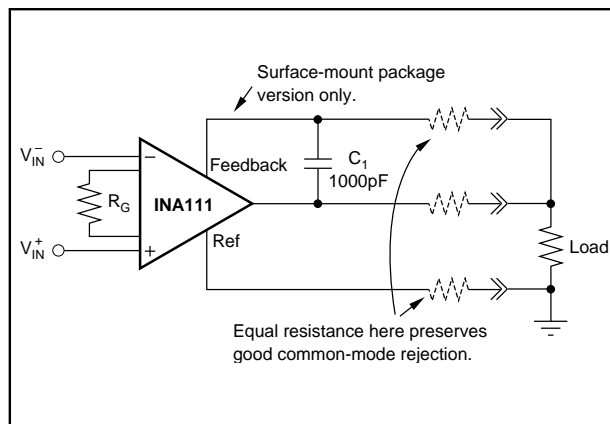 Surface-mount package
version only.
V−IN
−
Feedback
C1
1000pF
RG
INA111
V+IN
+
Ref
Load
Equal resistance here preserves
good common-mode rejection.